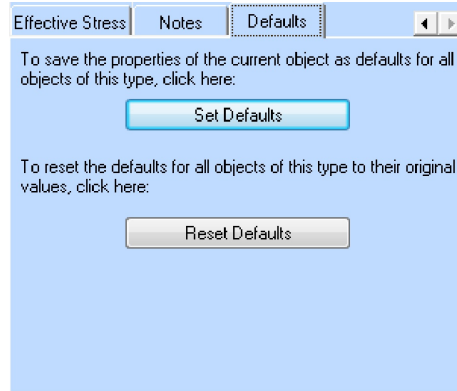 Effective Stress Notes Defaults
To save the properties of the current object as defaults for all
objects of this type, click here:
Set Defaults
To reset the defaults for all objects of this type to their original
values, click here:
Reset Defaults